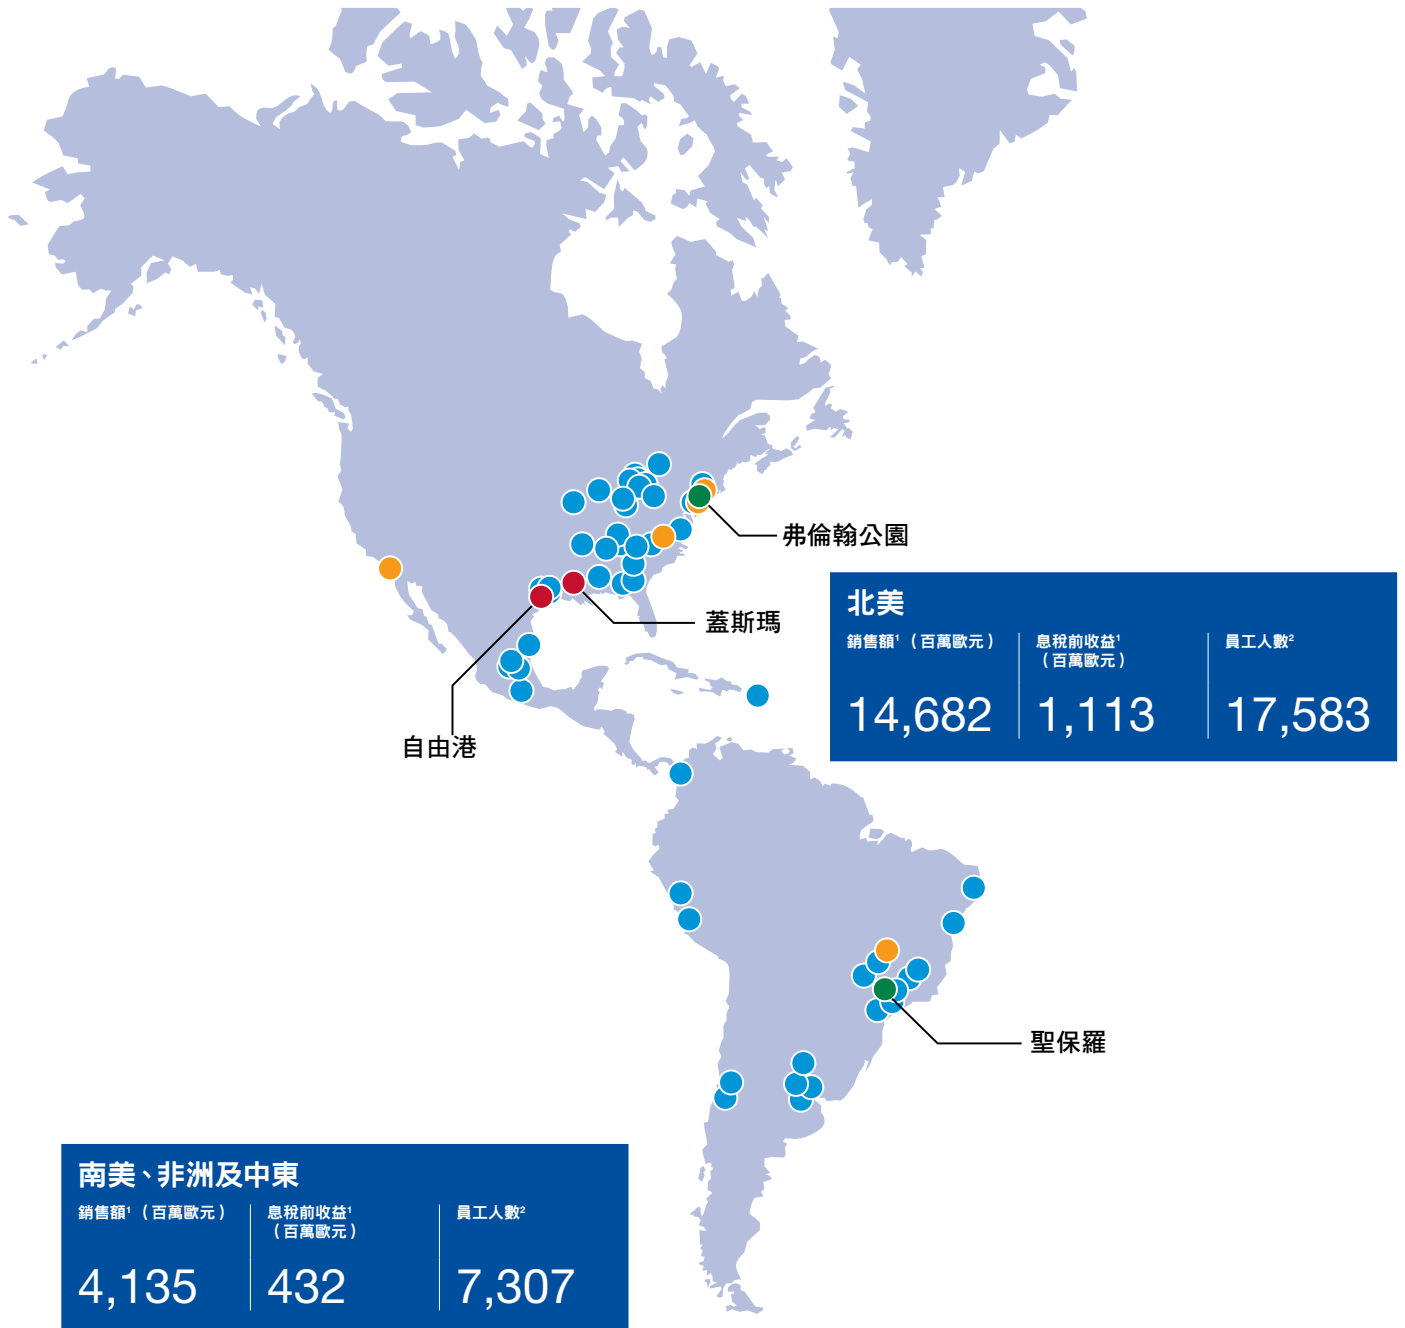 弗倫翰公園
北美
銷售額¹（百萬歐元） 息稅前收益¹ 員工人數²
（百萬歐元）
14,682 1,113 17,583
蓋斯瑪
自由港
聖保羅
南美、非洲及中東
銷售額¹（百萬歐元） 息稅前收益¹ 員工人數²
（百萬歐元）
4,135 432 7,307